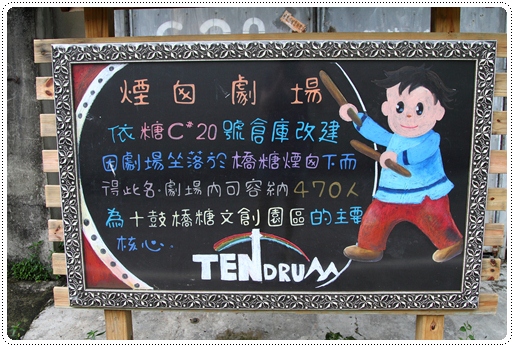 煙囪劇場
依糖C#20號倉庫改建
因劇場坐落於橋糖煙囪下而
得此名.劇場內可容納470人
為十鼓橋糖文創園區的主要
核心.
TENDRUM